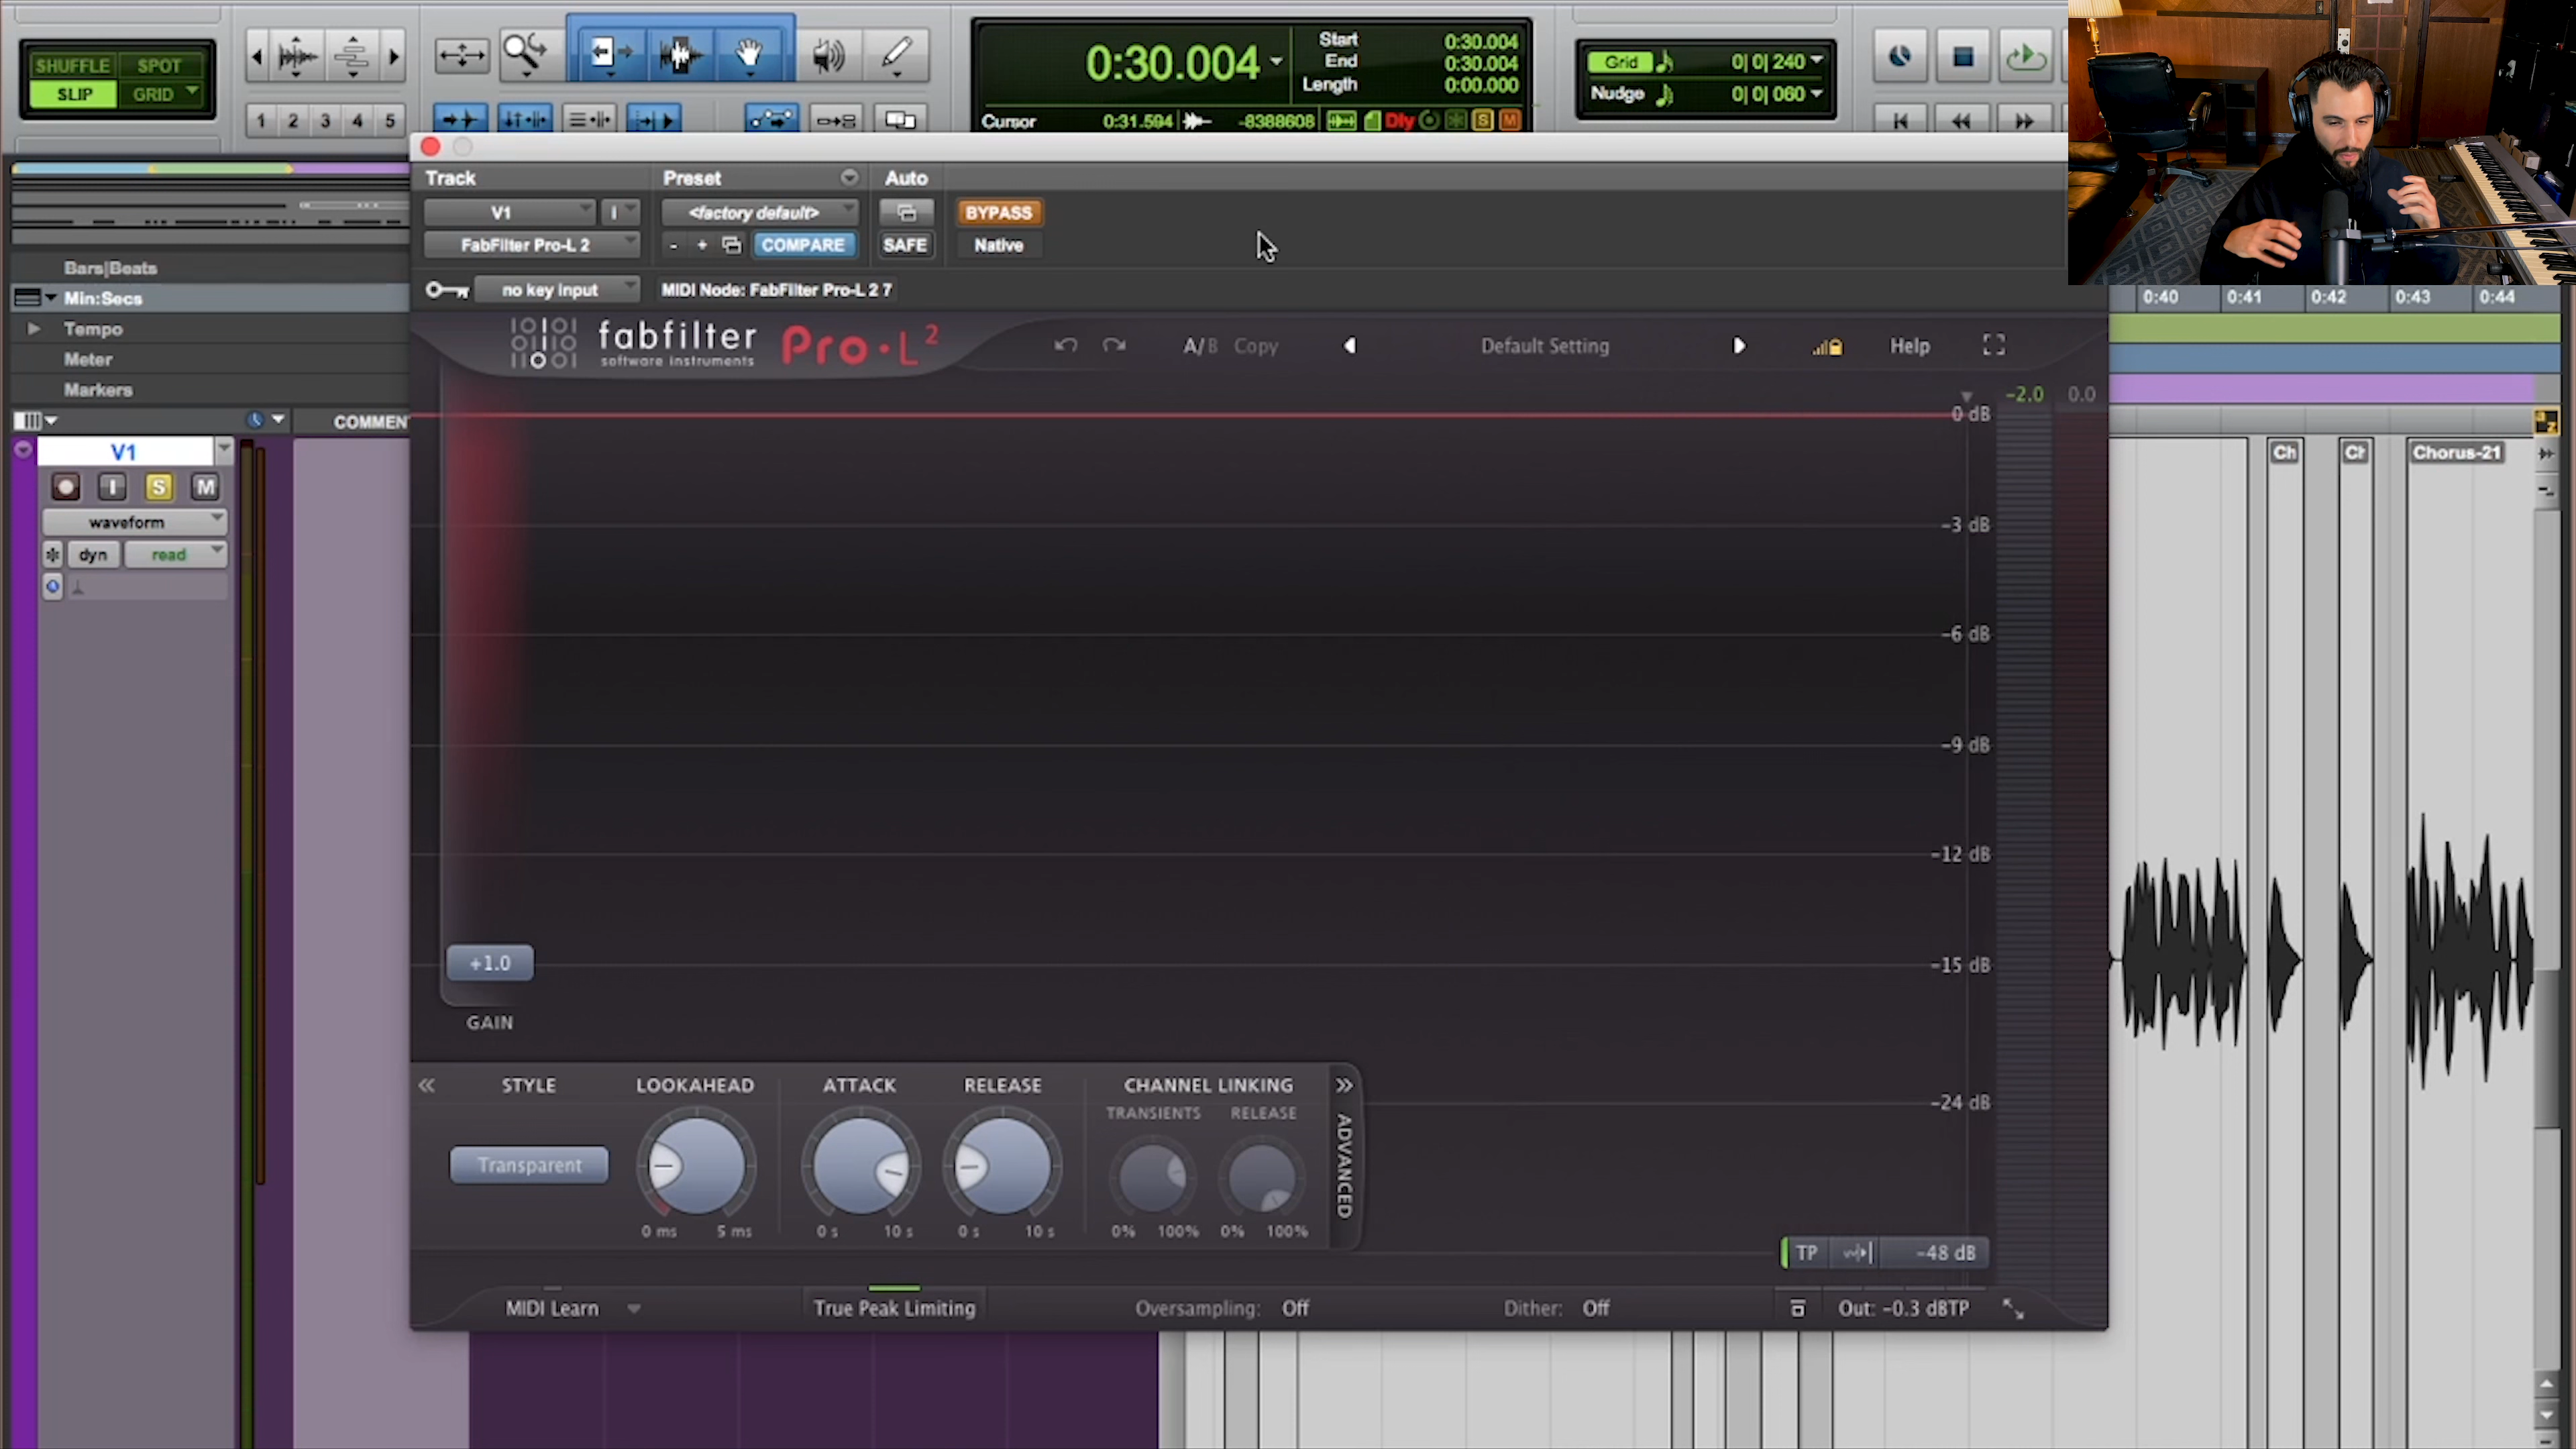 SHUFFLE SPOT
SLIP GRID
1 2 3 4 5
0:30.004
Start 0:30.004
End 0:30.004
Length 0:00.000
Cursor 0:31.594 -8388608 Dly S M
Grid 0| 0| 240
Nudge 0| 0| 060
Track Preset Auto
V1 I <factory default> BYPASS
FabFilter Pro-L 2 - + COMPARE SAFE Native
no key input MIDI Node: FabFilter Pro-L 2 7
Bars|Beats
Min:Secs
Tempo
Meter
Markers
COMMEN
0:40 0:41 0:42 0:43 0:44
fabfilter Pro·L 2
software instruments
A/B Copy Default Setting Help
-2.0 0.0
0 dB
-3 dB
-6 dB
-9 dB
-12 dB
-15 dB
-24 dB
V1
I S M
waveform
dyn read
Ch Ch Chorus-21
+1.0
GAIN
STYLE LOOKAHEAD ATTACK RELEASE CHANNEL LINKING
TRANSIENTS RELEASE
Transparent
0 ms 5 ms 0 s 10 s 0 s 10 s 0% 100% 0% 100%
ADVANCED
TP -48 dB
MIDI Learn True Peak Limiting Oversampling: Off Dither: Off Out: -0.3 dBTP